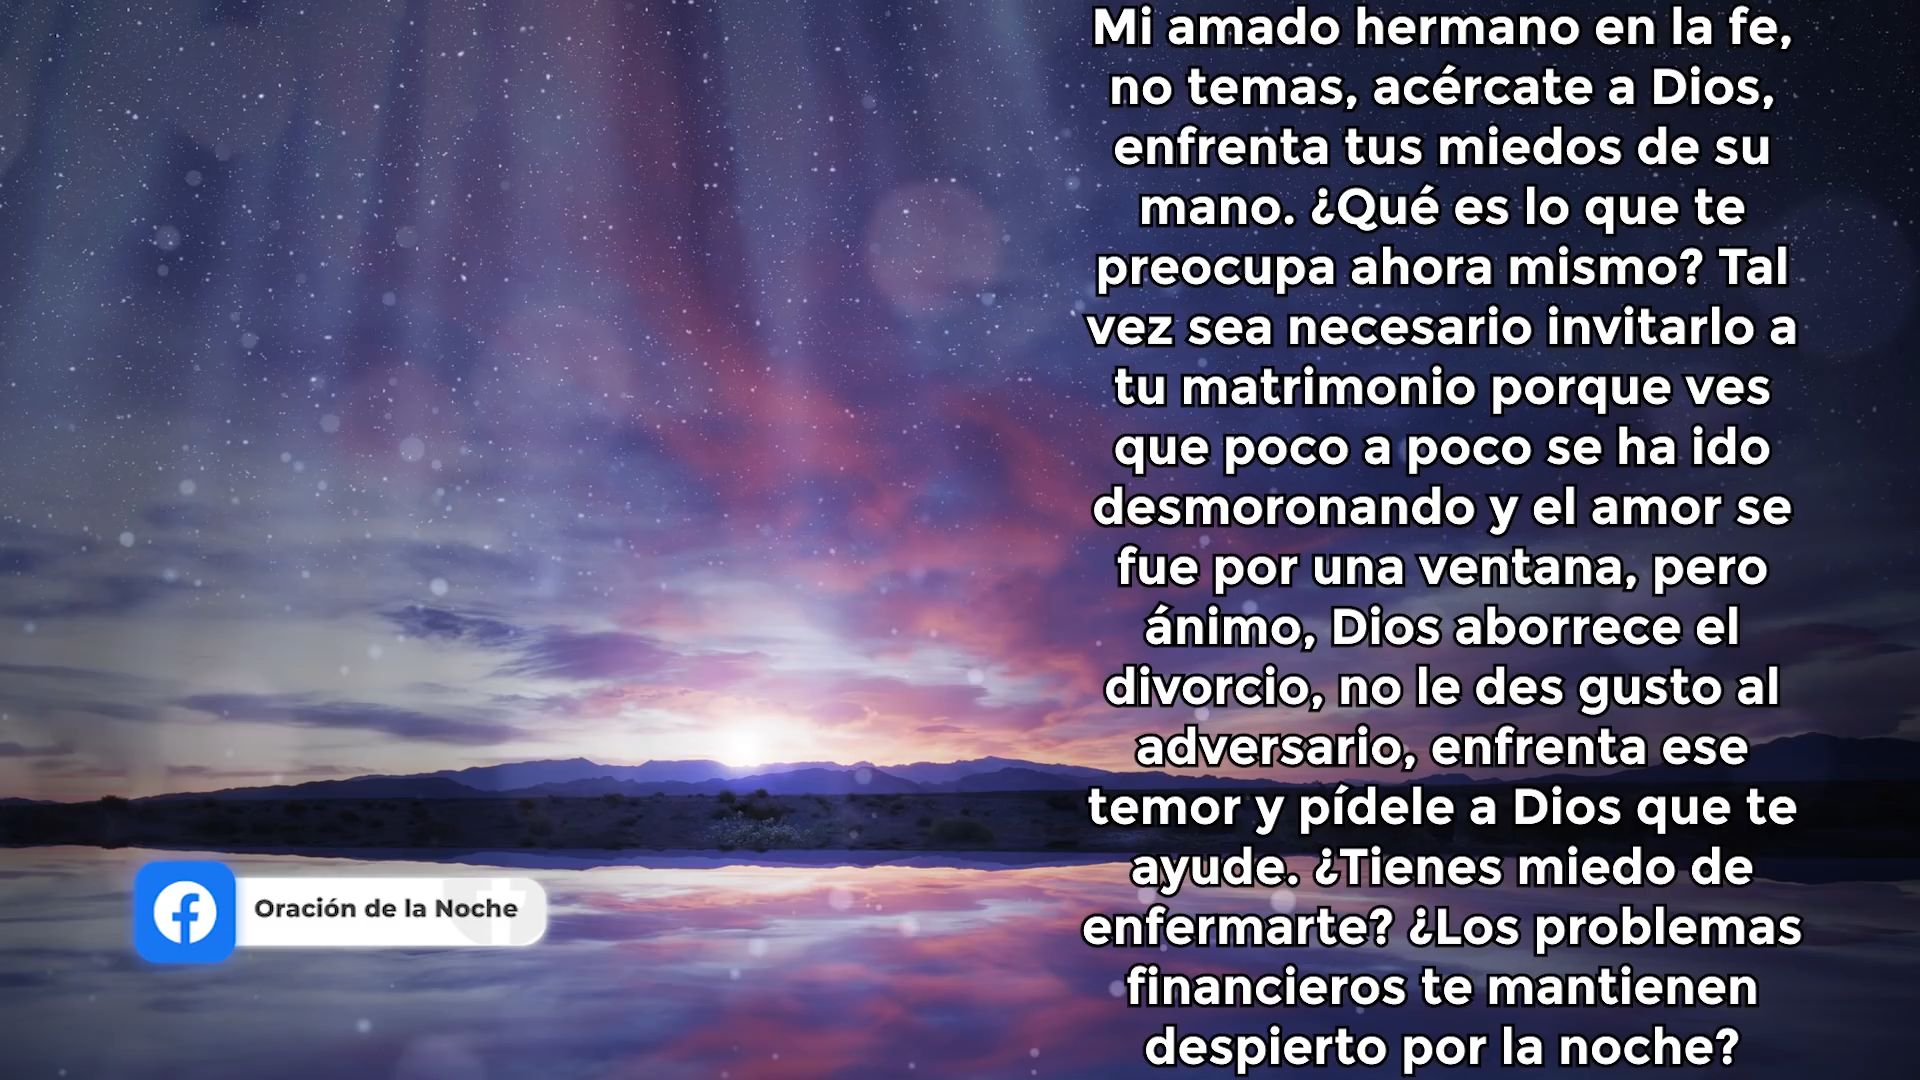 Mi amado hermano en la fe,
no temas, acércate a Dios,
enfrenta tus miedos de su
mano. ¿Qué es lo que te
preocupa ahora mismo? Tal
vez sea necesario invitarlo a
tu matrimonio porque ves
que poco a poco se ha ido
desmoronando y el amor se
fue por una ventana, pero
ánimo, Dios aborrece el
divorcio, no le des gusto al
adversario, enfrenta ese
temor y pídele a Dios que te
ayude. ¿Tienes miedo de
enfermarte? ¿Los problemas
financieros te mantienen
despierto por la noche?
Oración de la Noche